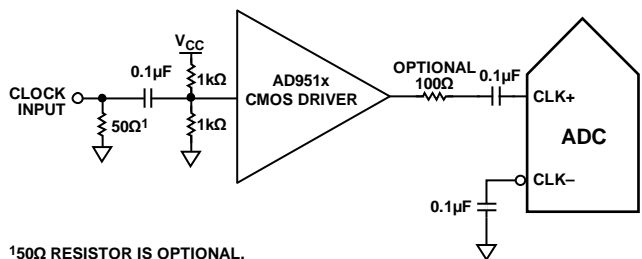 V_CC
0.1µF
1kΩ
CLOCK
INPUT
50Ω¹
1kΩ
AD951x
CMOS DRIVER
OPTIONAL
100Ω
0.1µF
CLK+
ADC
CLK–
0.1µF
¹50Ω RESISTOR IS OPTIONAL.